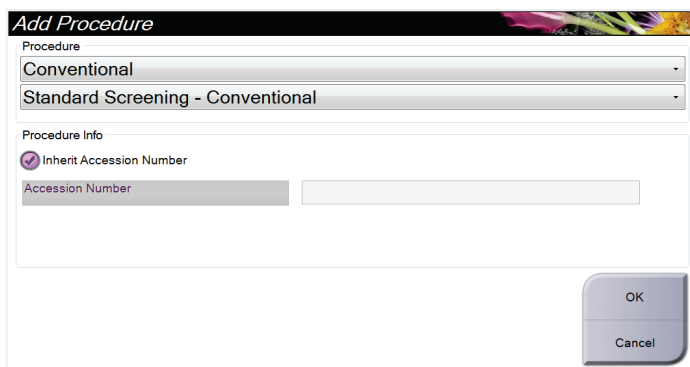 Add Procedure
Procedure
Conventional
Standard Screening - Conventional
Procedure Info
Inherit Accession Number
Accession Number
OK
Cancel